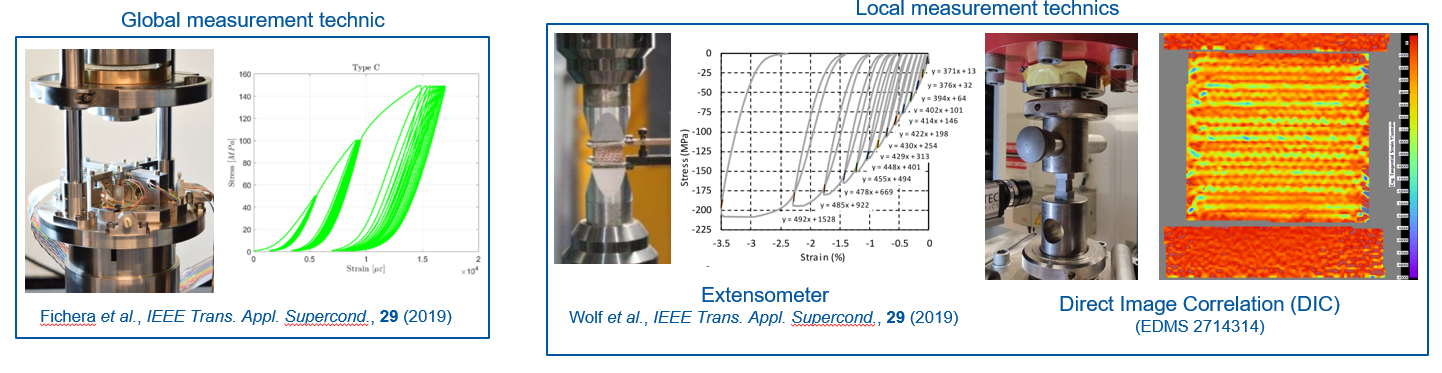 Global measurement technic
Type C
Stress [MPa]
160
140
120
100
80
60
40
20
0
0
0.5
1
1.5
2
×10⁴
Strain [με]
Fichera et al., IEEE Trans. Appl. Supercond., 29 (2019)
Local measurement technics
Stress (MPa)
0
-25
-50
-75
-100
-125
-150
-175
-200
-225
-3.5
-3
-2.5
-2
-1.5
-1
-0.5
0
Strain (%)
y = 371x + 13
y = 376x + 32
y = 394x + 64
y = 402x + 101
y = 414x + 146
y = 422x + 198
y = 430x + 254
y = 429x + 313
y = 448x + 401
y = 455x + 494
y = 478x + 669
y = 485x + 922
y = 492x + 1528
Extensometer
Wolf et al., IEEE Trans. Appl. Supercond., 29 (2019)
Direct Image Correlation (DIC)
(EDMS 2714314)